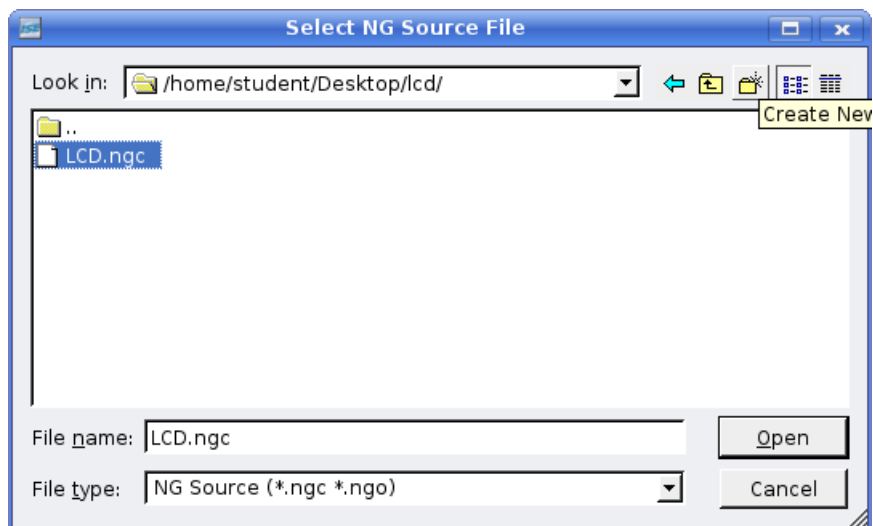 ISE Select NG Source File
Look in: /home/student/Desktop/lcd/
Create New
..
LCD.ngc
File name: LCD.ngc Open
File type: NG Source (*.ngc *.ngo) Cancel